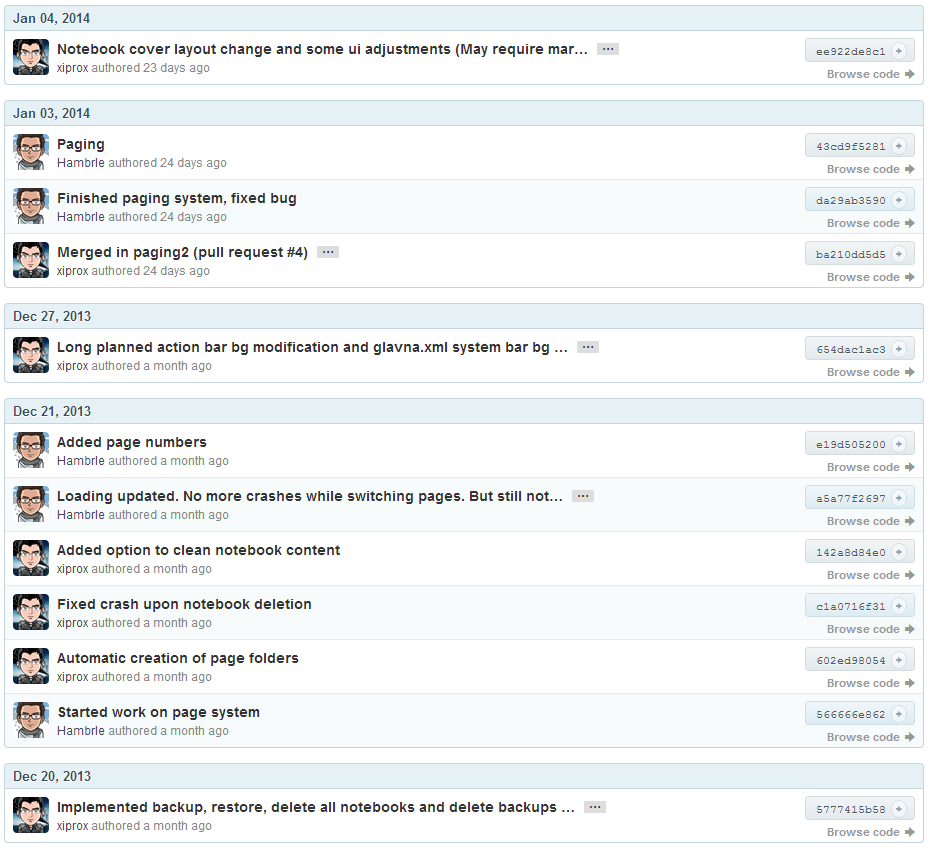 Jan 04, 2014
Notebook cover layout change and some ui adjustments (May require mar… ...
ee922de8c1
xiprox authored 23 days ago
Browse code
Jan 03, 2014
Paging
43cd9f5281
Hambrle authored 24 days ago
Browse code
Finished paging system, fixed bug
da29ab3590
Hambrle authored 24 days ago
Browse code
Merged in paging2 (pull request #4) ...
ba210dd5d5
xiprox authored 24 days ago
Browse code
Dec 27, 2013
Long planned action bar bg modification and glavna.xml system bar bg … ...
654dac1ac3
xiprox authored a month ago
Browse code
Dec 21, 2013
Added page numbers
e19d505200
Hambrle authored a month ago
Browse code
Loading updated. No more crashes while switching pages. But still not… ...
a5a77f2697
Hambrle authored a month ago
Browse code
Added option to clean notebook content
142a8d84e0
xiprox authored a month ago
Browse code
Fixed crash upon notebook deletion
c1a0716f31
xiprox authored a month ago
Browse code
Automatic creation of page folders
602ed98054
xiprox authored a month ago
Browse code
Started work on page system
566666e862
Hambrle authored a month ago
Browse code
Dec 20, 2013
Implemented backup, restore, delete all notebooks and delete backups … ...
5777415b58
xiprox authored a month ago
Browse code